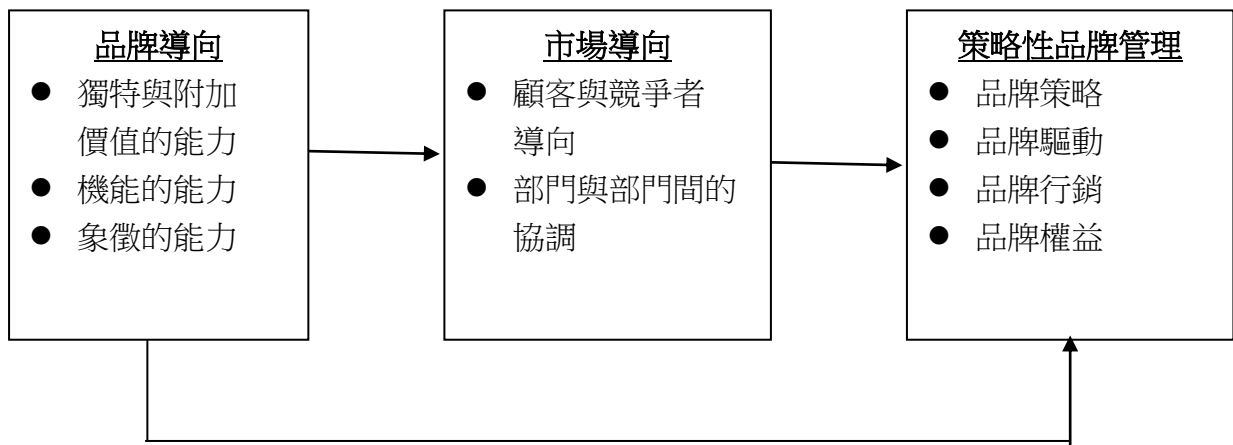 品牌導向
● 獨特與附加
價值的能力
● 機能的能力
● 象徵的能力
市場導向
● 顧客與競爭者
導向
● 部門與部門間的
協調
策略性品牌管理
● 品牌策略
● 品牌驅動
● 品牌行銷
● 品牌權益